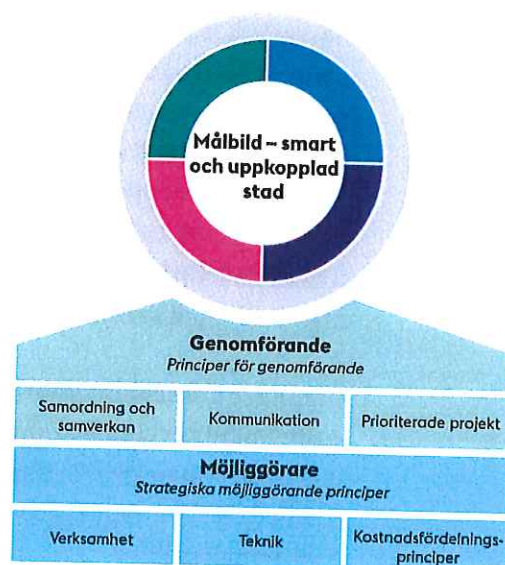 Målbild – smart
och uppkopplad
stad
Genomförande
Principer för genomförande
Samordning och
samverkan
Kommunikation
Prioriterade projekt
Möjliggörare
Strategiska möjliggörande principer
Verksamhet
Teknik
Kostnadsfördelnings-
principer